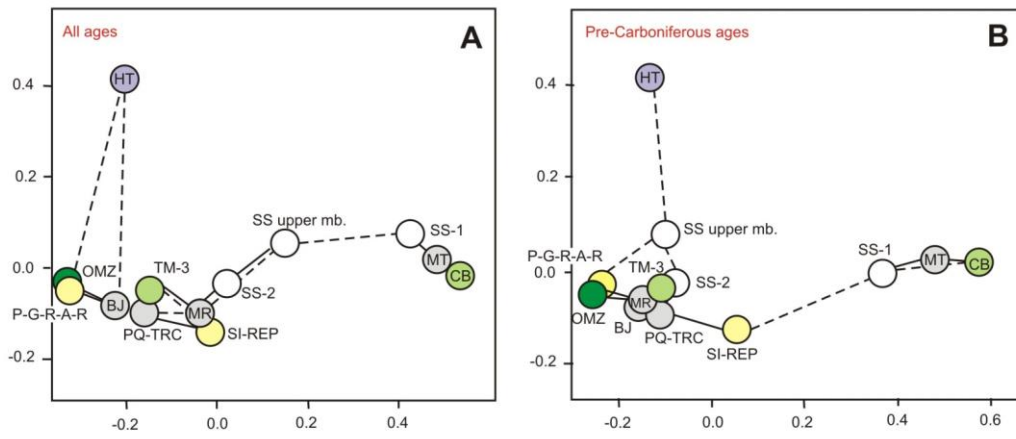 All ages
A
HT
0.4
0.2
0.0
-0.2
SS upper mb.
SS-1
MT
CB
OMZ
TM-3
SS-2
BJ
MR
P-G-R-A-R
PQ-TRC
SI-REP
-0.2
0.0
0.2
0.4
Pre-Carboniferous ages
B
HT
0.4
0.2
0.0
-0.2
SS upper mb.
SS-1
MT
CB
P-G-R-A-R
TM-3
SS-2
MR
OMZ
BJ
PQ-TRC
SI-REP
-0.2
0.0
0.2
0.4
0.6